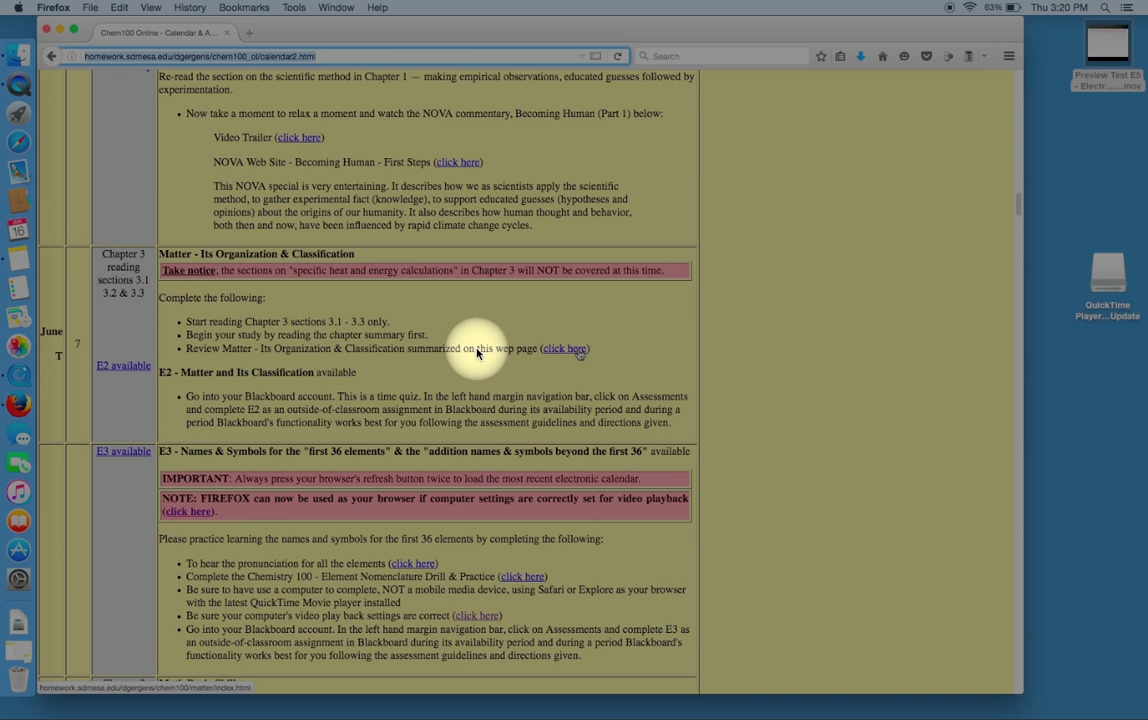 Firefox File Edit View History Bookmarks Tools Window Help 63% Thu 3:20 PM
Chem100 Online - Calendar & A...
homework.sdmesa.edu/dgergens/chem100_ol/calendar2.html Search
Re-read the section on the scientific method in Chapter 1 — making empirical observations, educated guesses followed by
experimentation.
• Now take a moment to relax a moment and watch the NOVA commentary, Becoming Human (Part 1) below:
Video Trailer (click here)
NOVA Web Site - Becoming Human - First Steps (click here)
This NOVA special is very entertaining. It describes how we as scientists apply the scientific
method, to gather experimental fact (knowledge), to support educated guesses (hypotheses and
opinions) about the origins of our humanity. It also describes how human thought and behavior,
both then and now, have been influenced by rapid climate change cycles.
June
T
7
Chapter 3
reading
sections 3.1
3.2 & 3.3
E2 available
Matter - Its Organization & Classification
Take notice, the sections on "specific heat and energy calculations" in Chapter 3 will NOT be covered at this time.
Complete the following:
• Start reading Chapter 3 sections 3.1 - 3.3 only.
• Begin your study by reading the chapter summary first.
• Review Matter - Its Organization & Classification summarized on this wep page (click here)
E2 - Matter and Its Classification available
• Go into your Blackboard account. This is a time quiz. In the left hand margin navigation bar, click on Assessments
and complete E2 as an outside-of-classroom assignment in Blackboard during its availability period and during a
period Blackboard's functionality works best for you following the assessment guidelines and directions given.
E3 available
E3 - Names & Symbols for the "first 36 elements" & the "addition names & symbols beyond the first 36" available
IMPORTANT: Always press your browser's refresh button twice to load the most recent electronic calendar.
NOTE: FIREFOX can now be used as your browser if computer settings are correctly set for video playback
(click here).
Please practice learning the names and symbols for the first 36 elements by completing the following:
• To hear the pronunciation for all the elements (click here)
• Complete the Chemistry 100 - Element Nomenclature Drill & Practice (click here)
• Be sure to have use a computer to complete, NOT a mobile media device, using Safari or Explore as your browser
with the latest QuickTime Movie player installed
• Be sure your computer's video play back settings are correct (click here)
• Go into your Blackboard account. In the left hand margin navigation bar, click on Assessments and complete E3 as
an outside-of-classroom assignment in Blackboard during its availability period and during a period Blackboard's
functionality works best for you following the assessment guidelines and directions given.
homework.sdmesa.edu/dgergens/chem100/matter/index.html
Preview Test E5
- Electr.......mov
QuickTime
Player...Update
16